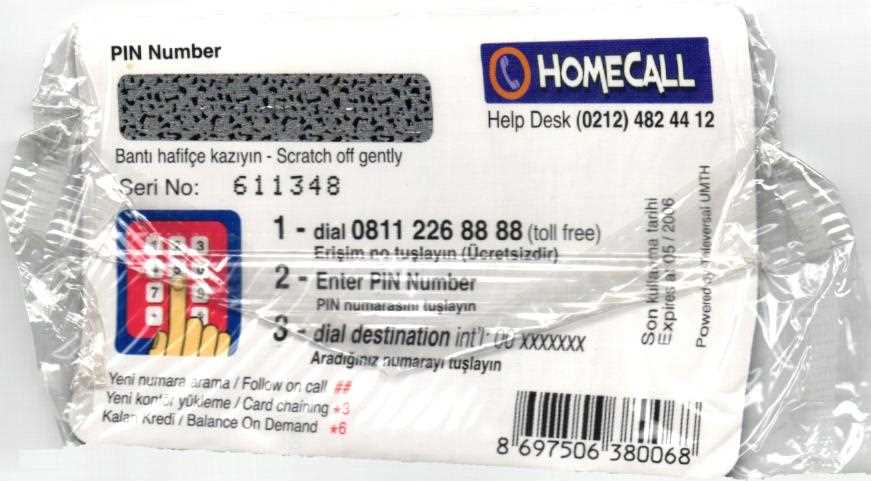 PIN Number
HOMECALL
Help Desk (0212) 482 44 12
Bantı hafifçe kazıyın - Scratch off gently
Seri No: 611348
1 - dial 0811 226 88 88 (toll free)
Erişim no tuşlayın (Ücretsizdir)
2 - Enter PIN Number
PIN numarasını tuşlayın
3 - dial destination int'l: 00 xxxxxxx
Aradığınız numarayı tuşlayın
Yeni numara arama / Follow on call ##
Yeni kontör yükleme / Card chaining *3
Kalan Kredi / Balance On Demand *6
Son kullanma tarihi
Expires at 05 / 2006
Powered by Televersal UMTH
8 697506 380068